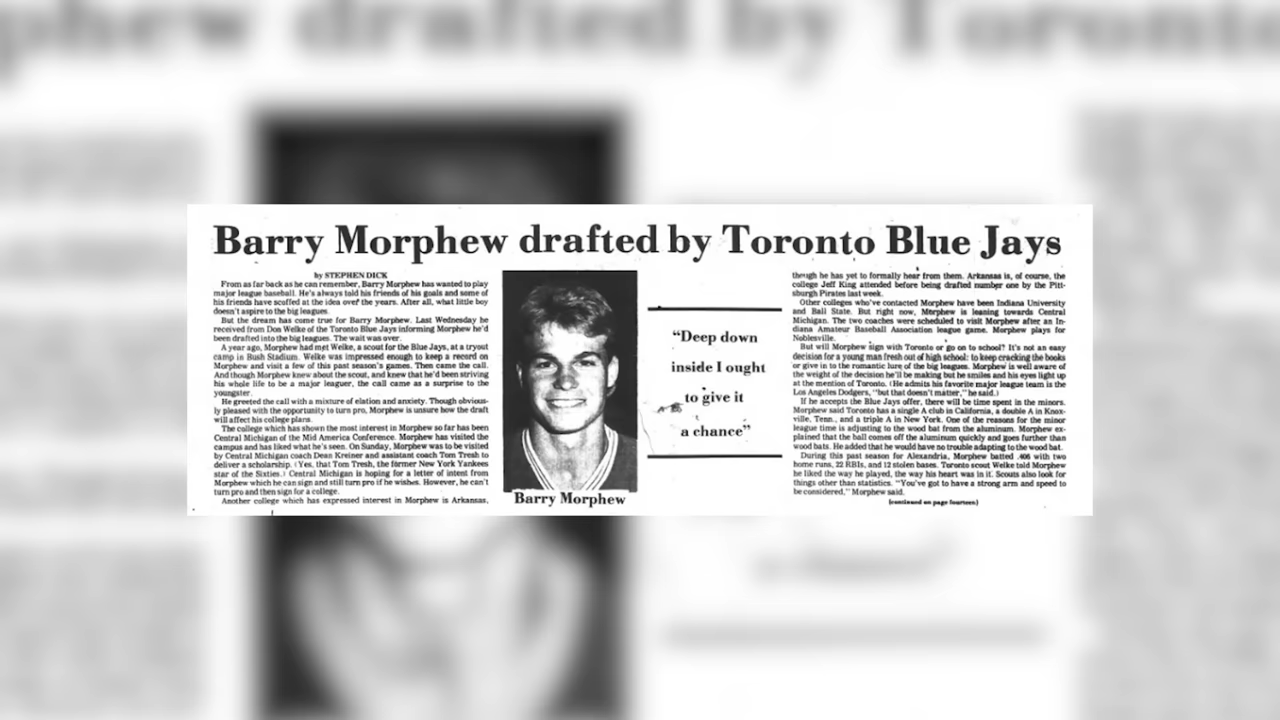 Barry Morphew drafted by Toronto Blue Jays
by STEPHEN DICK
From as far back as he can remember, Barry Morphew has wanted to play
major league baseball. He's always told his friends of his goals and some of
his friends have scoffed at the idea over the years. After all, what little boy
doesn't aspire to the big leagues.
But the dream has come true for Barry Morphew. Last Wednesday he
received from Don Welke of the Toronto Blue Jays informing Morphew he'd
been drafted into the big leagues. The wait was over.
A year ago, Morphew had met Welke, a scout for the Blue Jays, at a tryout
camp in Bush Stadium. Welke was impressed enough to keep a record on
Morphew and visit a few of this past season's games. Then came the call.
And though Morphew knew about the scout, and knew that he'd been striving
his whole life to be a major leaguer, the call came as a surprise to the
youngster.
He greeted the call with a mixture of elation and anxiety. Though obvious-
ly pleased with the opportunity to turn pro, Morphew is unsure how the draft
will affect his college plans.
The college which has shown the most interest in Morphew so far has been
Central Michigan of the Mid America Conference. Morphew has visited the
campus and has liked what he's seen. On Sunday, Morphew was to be visited
by Central Michigan coach Dean Kreiner and assistant coach Tom Tresh to
deliver a scholarship. (Yes, that Tom Tresh, the former New York Yankees
star of the Sixties.) Central Michigan is hoping for a letter of intent from
Morphew which he can sign and still turn pro if he wishes. However, he can't
turn pro and then sign for a college.
Another college which has expressed interest in Morphew is Arkansas,
Barry Morphew
"Deep down
inside I ought
to give it
a chance"
though he has yet to formally hear from them. Arkansas is, of course, the
college Jeff King attended before being drafted number one by the Pitt-
sburgh Pirates last week.
Other colleges who've contacted Morphew have been Indiana University
and Ball State. But right now, Morphew is leaning towards Central
Michigan. The two coaches were scheduled to visit Morphew after an In-
diana Amateur Baseball Association league game. Morphew plays for
Noblesville.
But will Morphew sign with Toronto or go on to school? It's not an easy
decision for a young man fresh out of high school: to keep cracking the books
or give in to the romantic lure of the big leagues. Morphew is well aware of
the weight of the decision he'll be making but he smiles and his eyes light up
at the mention of Toronto. (He admits his favorite major league team is the
Los Angeles Dodgers, "but that doesn't matter," he said.)
If he accepts the Blue Jays offer, there will be time spent in the minors.
Morphew said Toronto has a single A club in California, a double A in Knox-
ville, Tenn., and a triple A in New York. One of the reasons for the minor
league time is adjusting to the wood bat from the aluminum. Morphew ex-
plained that the ball comes off the aluminum quickly and goes further than
wood bats. He added that he would have no trouble adapting to the wood bat.
During this past season for Alexandria, Morphew batted .406 with two
home runs, 22 RBIs, and 12 stolen bases. Toronto scout Welke told Morphew
he liked the way he played, the way his heart was in it. Scouts also look for
things other than statistics. "You've got to have a strong arm and speed to
be considered," Morphew said.
(continued on page fourteen)